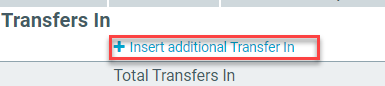 Transfers In
+ Insert additional Transfer In
Total Transfers In